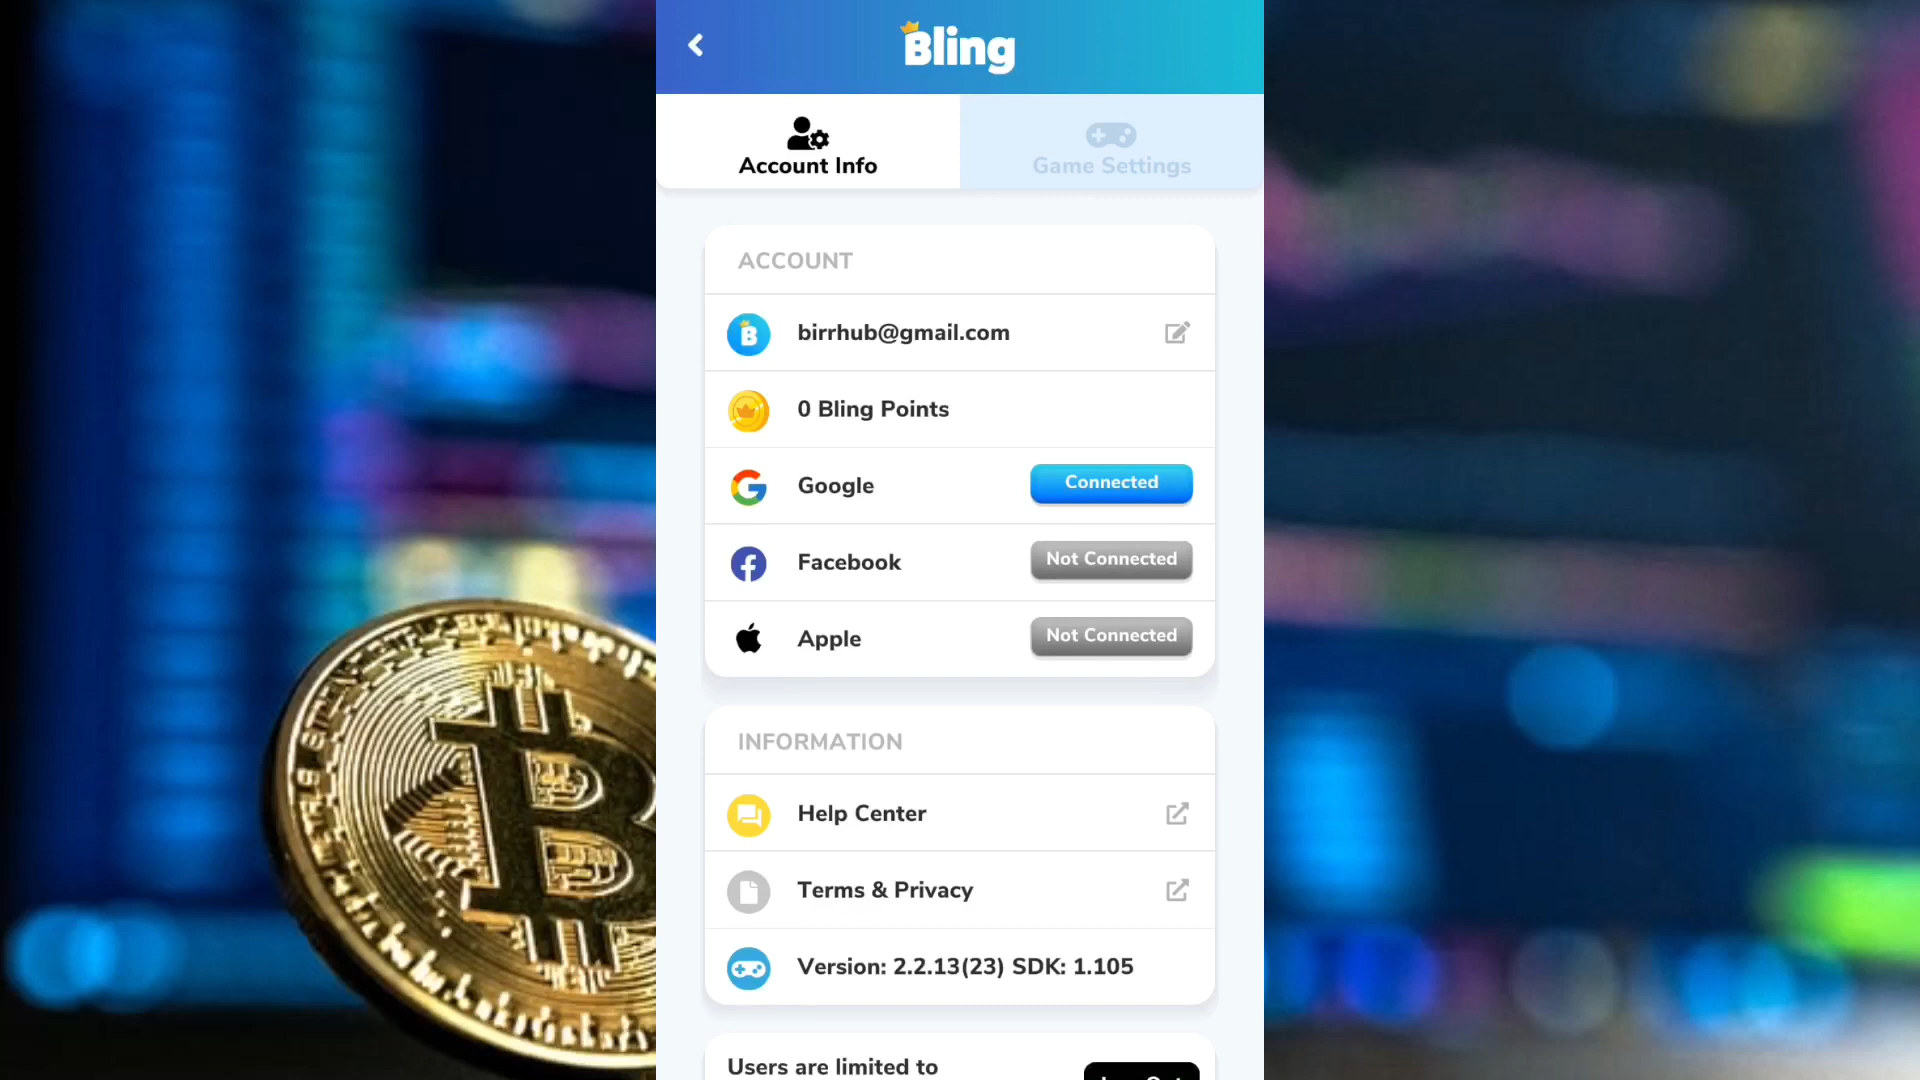 Bling
Account Info
Game Settings
ACCOUNT
birrhub@gmail.com
0 Bling Points
Google
Connected
Facebook
Not Connected
Apple
Not Connected
INFORMATION
Help Center
Terms & Privacy
Version: 2.2.13(23) SDK: 1.105
Users are limited to